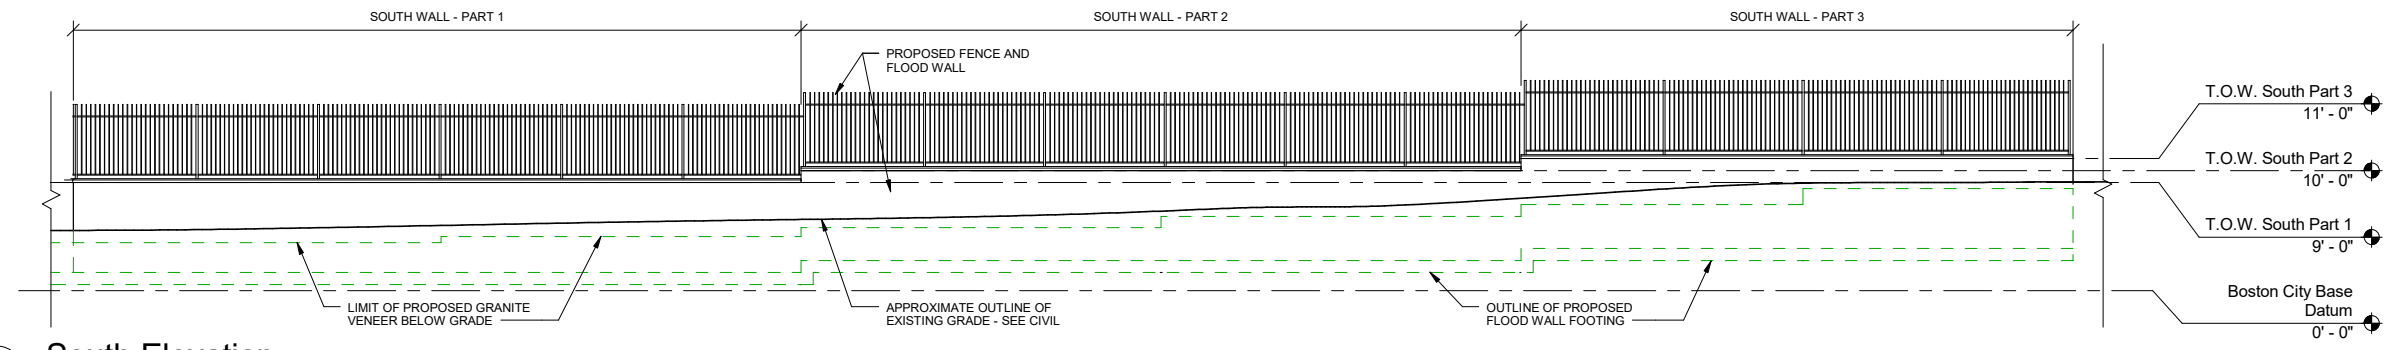 SOUTH WALL - PART 1
SOUTH WALL - PART 2
SOUTH WALL - PART 3
PROPOSED FENCE AND
FLOOD WALL
T.O.W. South Part 3
11' - 0"
T.O.W. South Part 2
10' - 0"
T.O.W. South Part 1
9' - 0"
LIMIT OF PROPOSED GRANITE
VENEER BELOW GRADE
APPROXIMATE OUTLINE OF
EXISTING GRADE - SEE CIVIL
OUTLINE OF PROPOSED
FLOOD WALL FOOTING
Boston City Base
Datum
0' - 0"
South Elevation